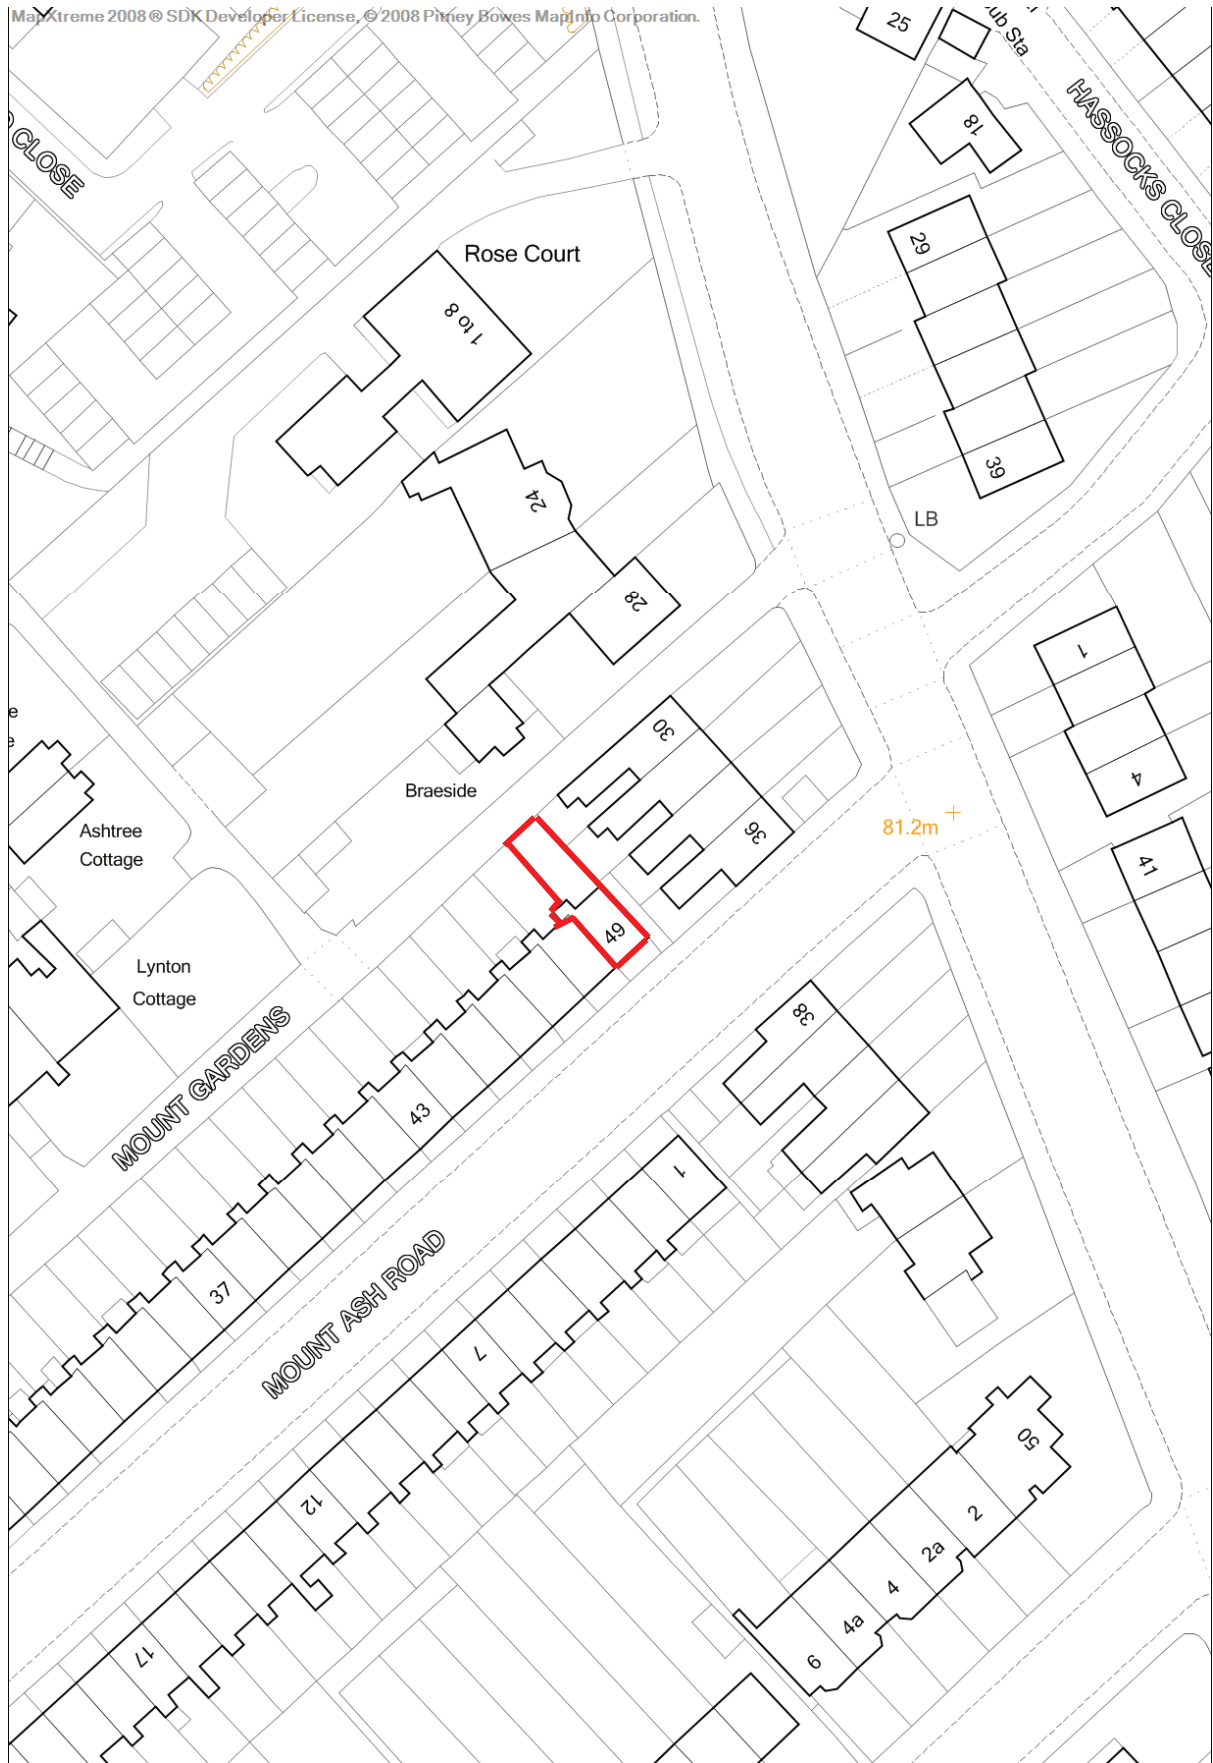 MapXtreme 2008 ® SDK Developer License, © 2008 Pitney Bowes MapInfo Corporation.
25
Sta
18
HASSOCKS CLOSE
CLOSE
29
Rose Court
1 to 8
39
24
LB
28
1
30
4
Braeside
36
81.2m
Ashtree
Cottage
41
49
Lynton
Cottage
38
MOUNT GARDENS
43
1
37
MOUNT ASH ROAD
7
50
12
2
2a
4
4a
17
6